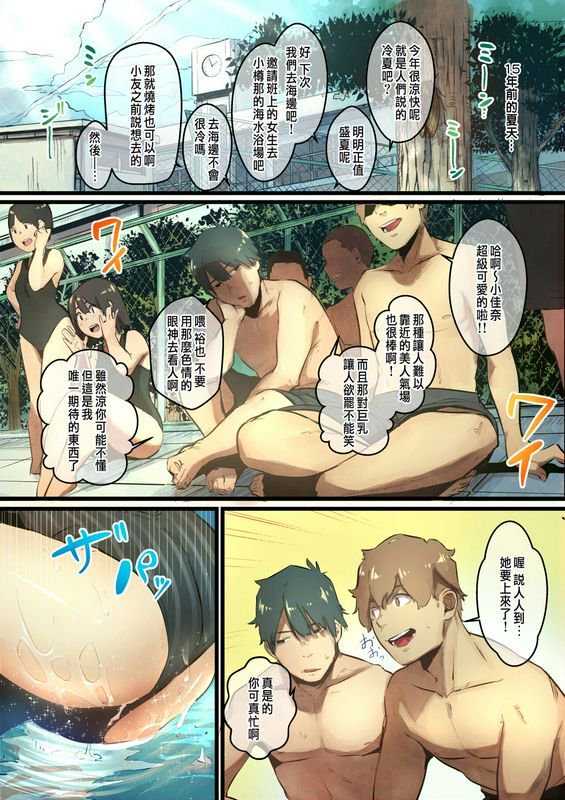 15年前的夏天…
ミーン…
ミーン
ミーン
今年很涼快呢
就是人們說的
冷夏吧?
明明正值
盛夏呢
好 下次
我們去海邊吧!
邀請班上的女生去
小樽那的海水浴場吧
去海邊不會
很冷嗎
那就燒烤也可以啊
小友之前說想去的
然後…
哈啊～小佳奈
超級可愛的啦!!
那種讓人難以
靠近的美人氣場
也很棒啊!
而且那對巨乳
讓人欲罷不能笑
喂 裕也 不要
用那麼色情的
眼神去看人啊
雖然涼你可能不懂
但這是我
唯一期待的東西了
ワイ
ワイ
喔 說人人到…
她要上來了!
おおっ
真是的
你可真忙啊
ザパッ